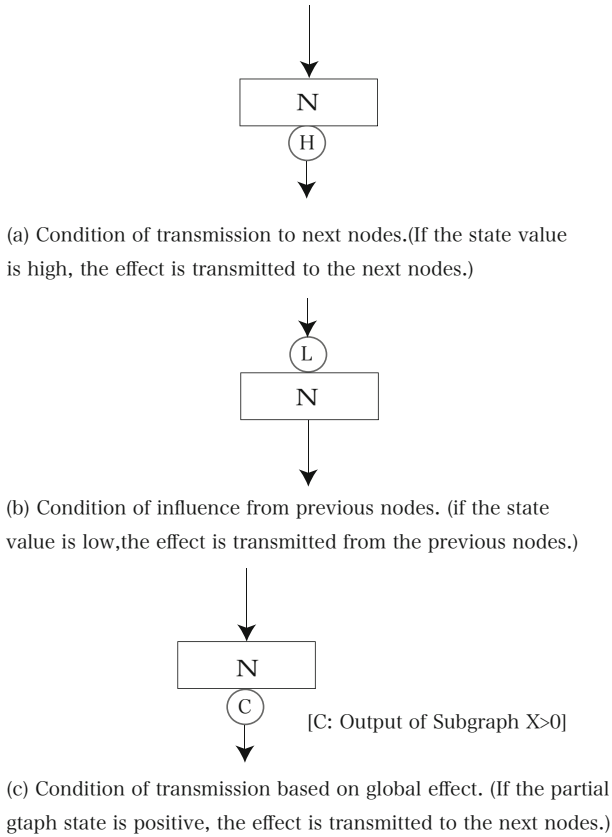 N
H
(a) Condition of transmission to next nodes.(If the state value
is high, the effect is transmitted to the next nodes.)
L
N
(b) Condition of influence from previous nodes. (if the state
value is low,the effect is transmitted from the previous nodes.)
N
C
[C: Output of Subgraph X>0]
(c) Condition of transmission based on global effect. (If the partial
gtaph state is positive, the effect is transmitted to the next nodes.)